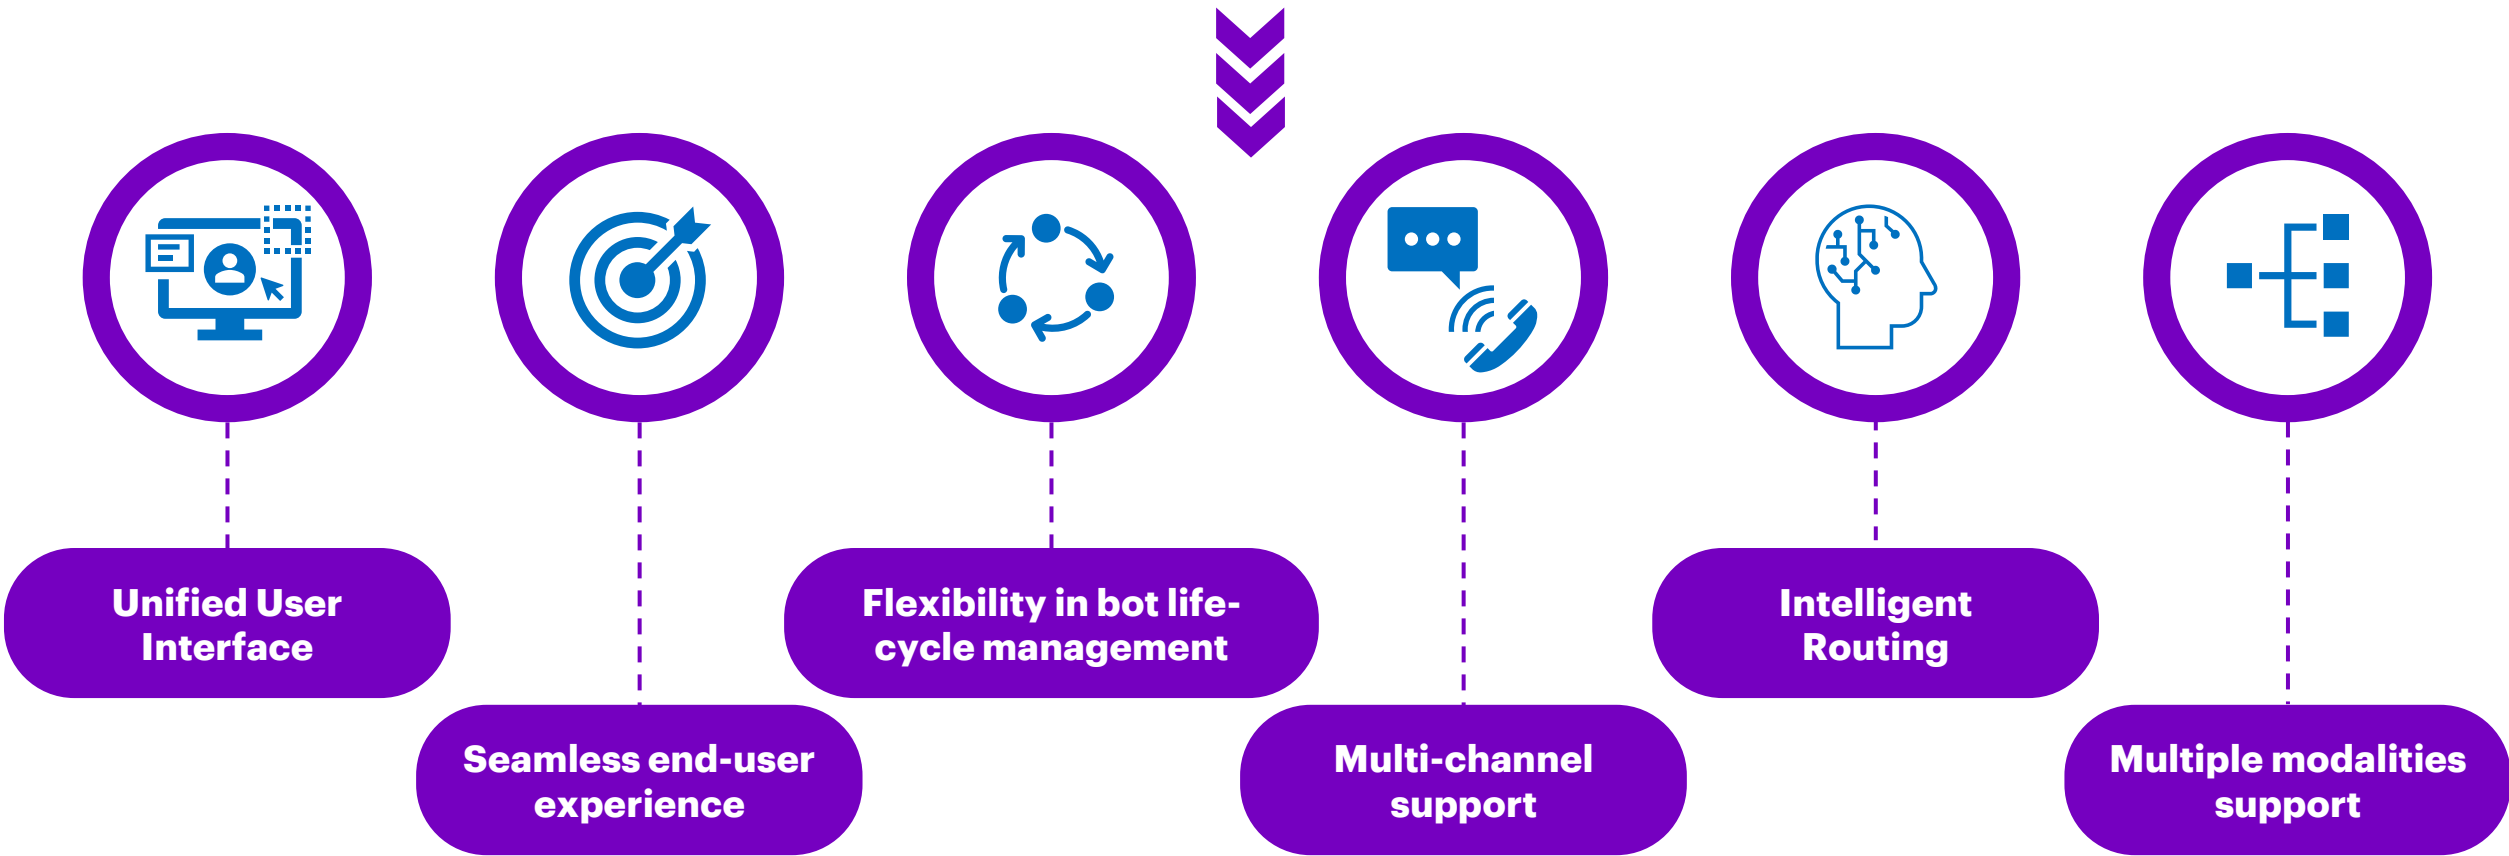 Unified User
Interface
Seamless end-user
experience
Flexibility in bot life-
cycle management
Multi-channel
support
Intelligent
Routing
Multiple modalities
support